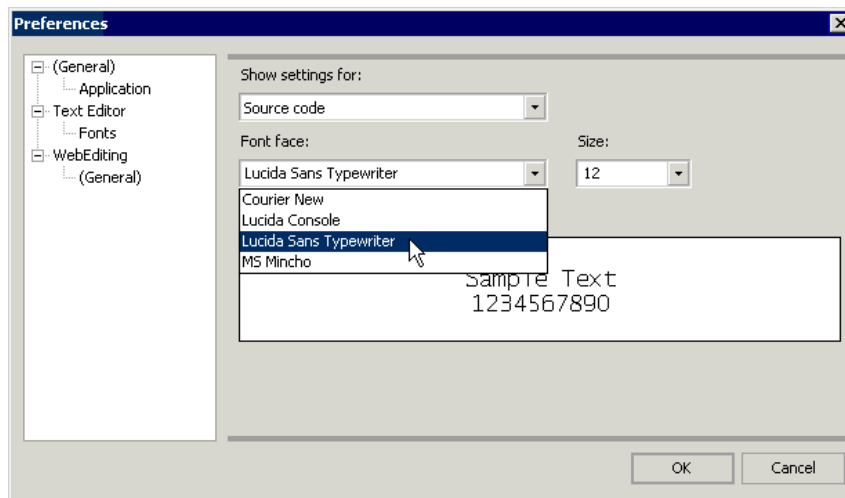 Preferences
(General)
Application
Text Editor
Fonts
WebEditing
(General)
Show settings for:
Source code
Font face:
Size:
Lucida Sans Typewriter
12
Courier New
Lucida Console
Lucida Sans Typewriter
MS Mincho
Sample Text
1234567890
OK
Cancel